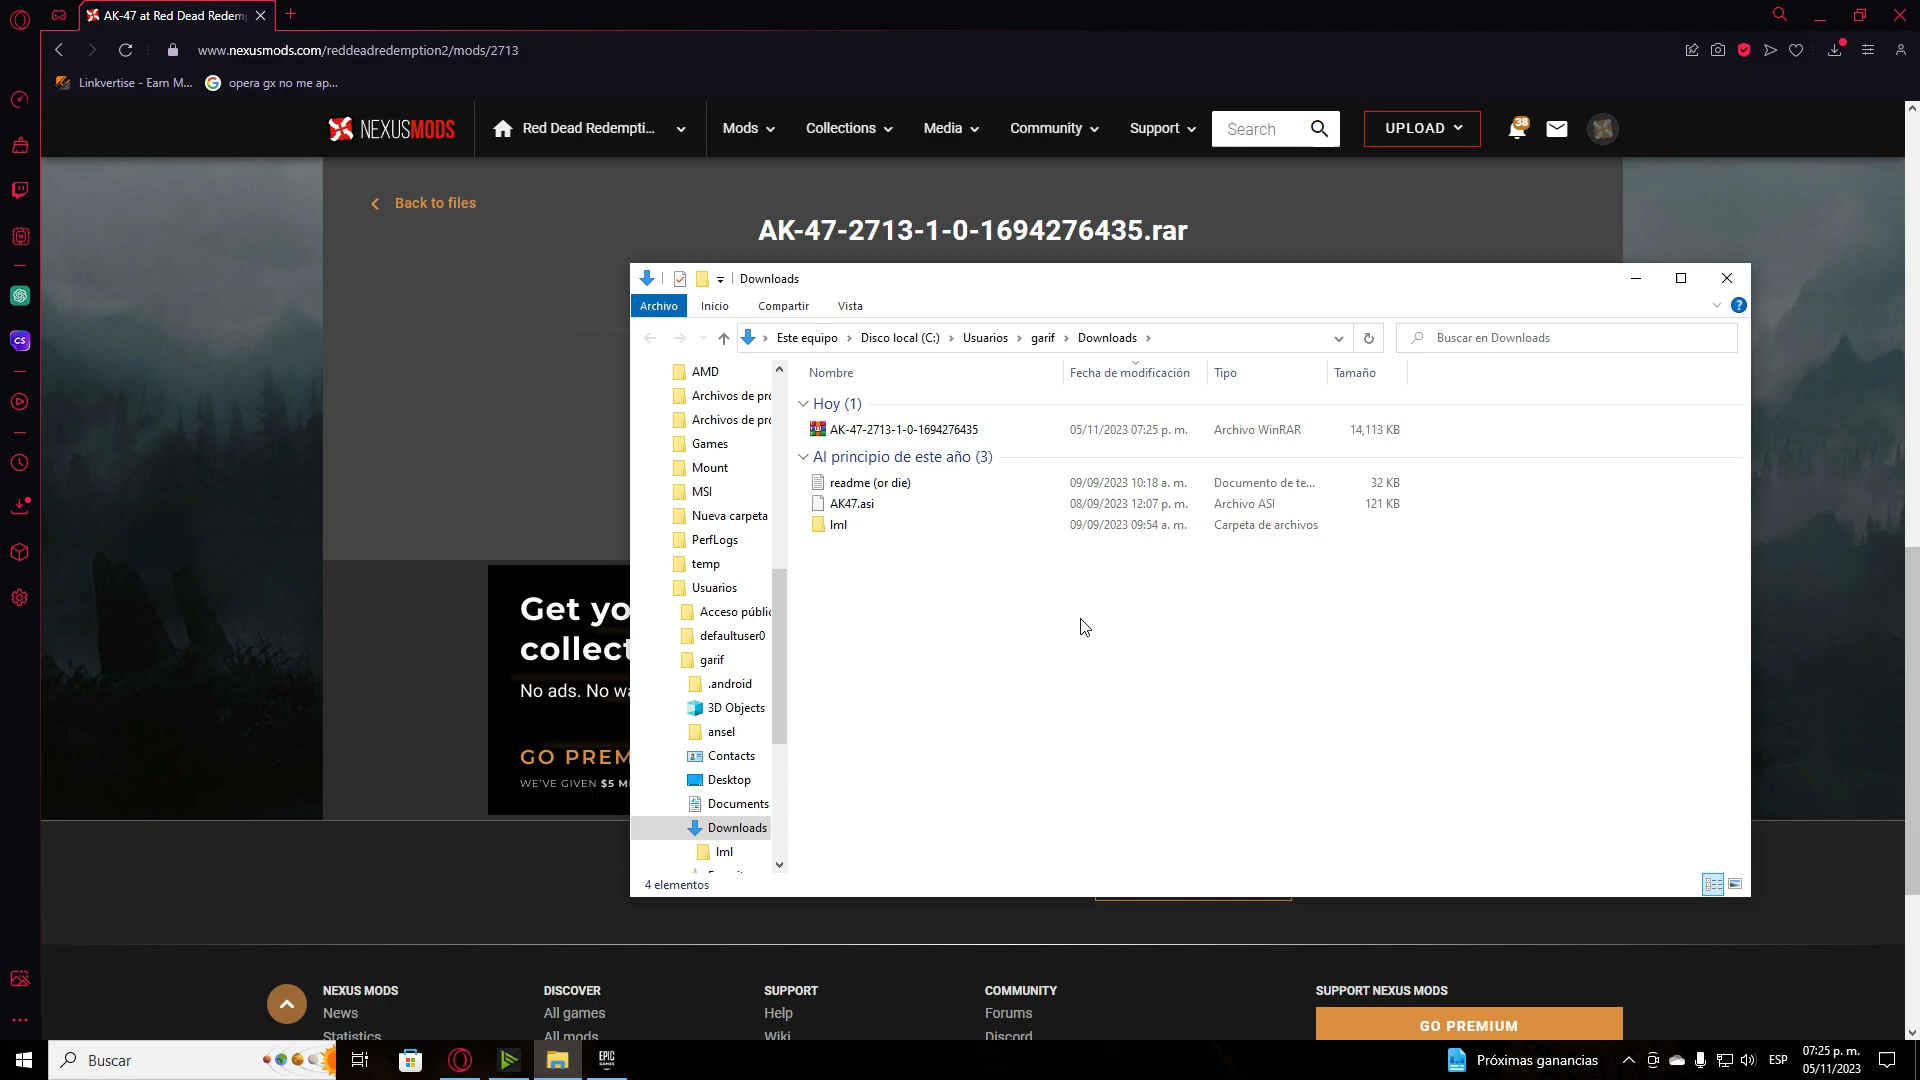 AK-47 at Red Dead Redem
www.nexusmods.com/reddeadredemption2/mods/2713
Linkvertise - Earn M...
opera gx no me ap...
NEXUSMODS
Red Dead Redempti...
Mods
Collections
Media
Community
Support
Search
UPLOAD
38
Back to files
AK-47-2713-1-0-1694276435.rar
Downloads
Archivo
Inicio
Compartir
Vista
Este equipo
Disco local (C:)
Usuarios
garif
Downloads
Buscar en Downloads
AMD
Archivos de pro
Archivos de pro
Games
Mount
MSI
Nueva carpeta
PerfLogs
temp
Usuarios
Acceso públic
defaultuser0
garif
.android
3D Objects
ansel
Contacts
Desktop
Documents
Downloads
lml
Nombre
Fecha de modificación
Tipo
Tamaño
Hoy (1)
AK-47-2713-1-0-1694276435 05/11/2023 07:25 p. m. Archivo WinRAR 14,113 KB
Al principio de este año (3)
readme (or die) 09/09/2023 10:18 a. m. Documento de te... 32 KB
AK47.asi 08/09/2023 12:07 p. m. Archivo ASI 121 KB
lml 09/09/2023 09:54 a. m. Carpeta de archivos
4 elementos
Get yo
collect
No ads. No wa
GO PREM
WE'VE GIVEN $5 M
NEXUS MODS
News
Statistics
DISCOVER
All games
All mods
SUPPORT
Help
Wiki
COMMUNITY
Forums
Discord
SUPPORT NEXUS MODS
GO PREMIUM
Buscar
EPIC
GAMES
Próximas ganancias
ESP
07:25 p. m.
05/11/2023